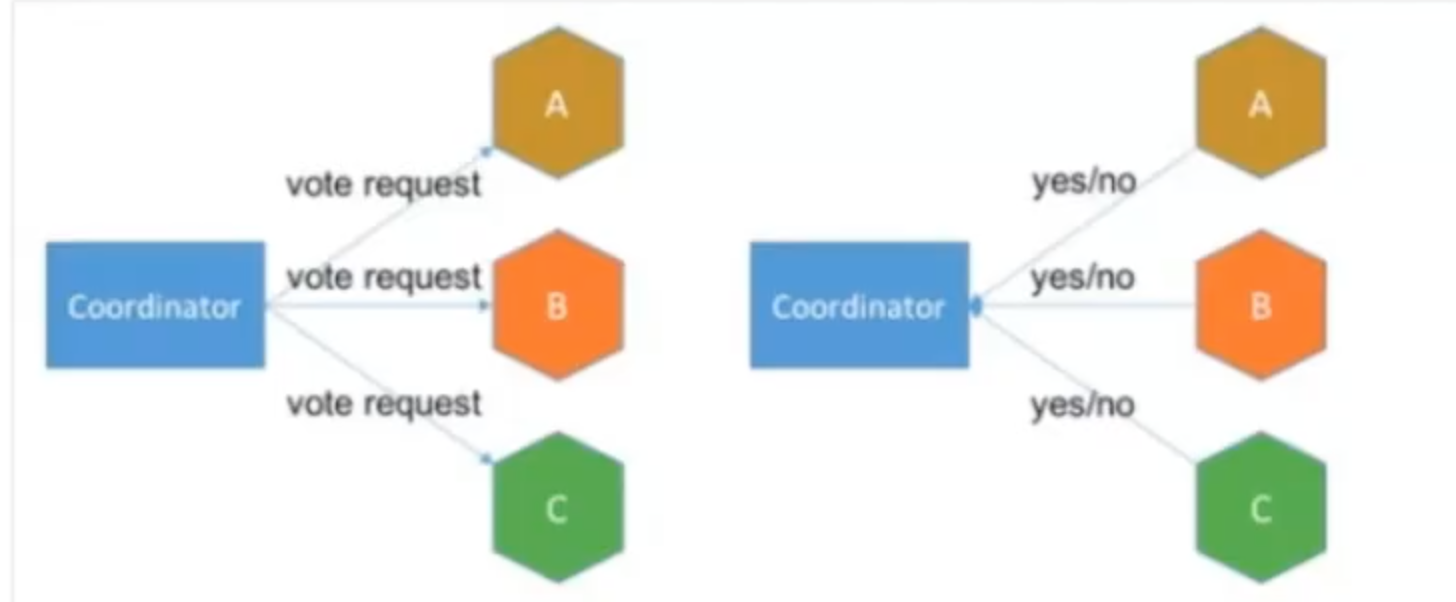 A
vote request
vote request
Coordinator
B
vote request
C
A
yes/no
yes/no
Coordinator
B
yes/no
C